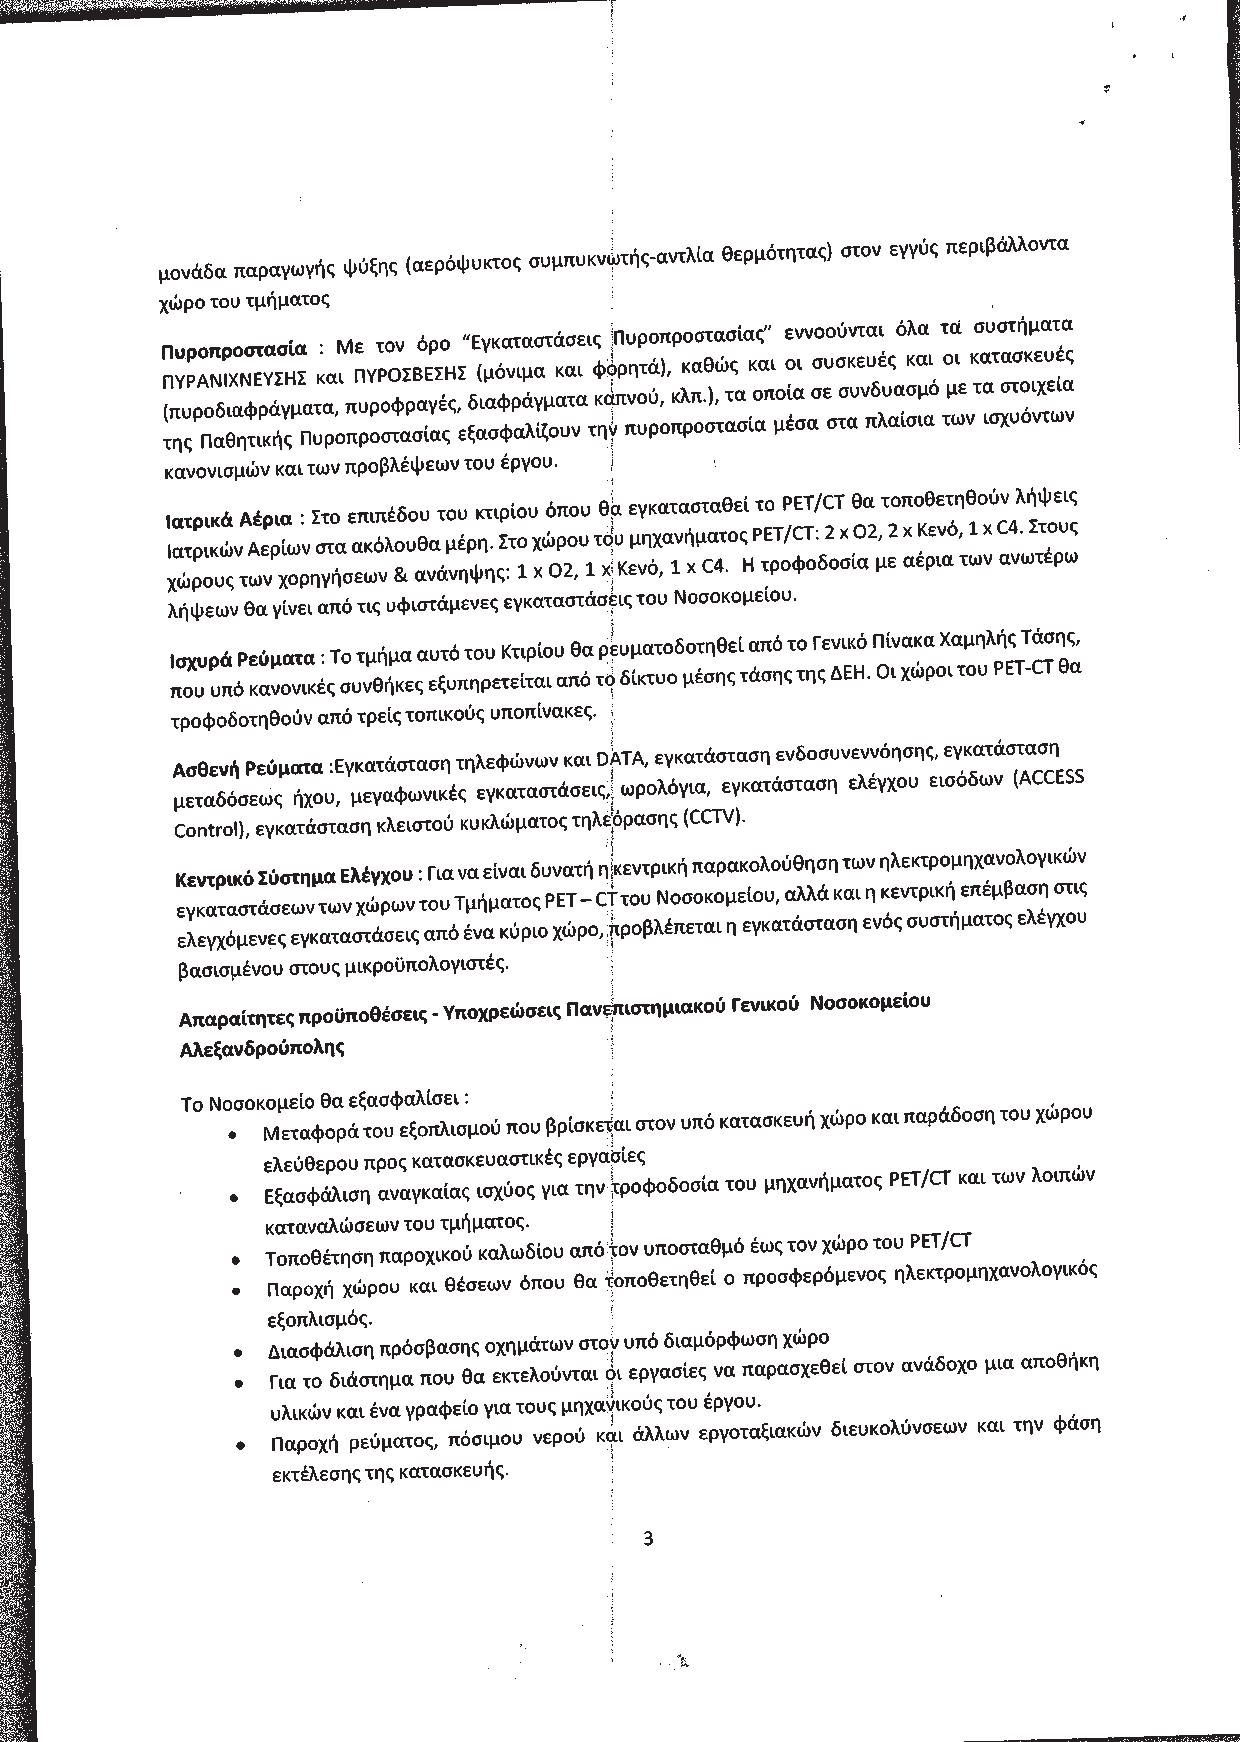 μονάδα παραγωγής ψύξης (αερόψυκτος συμπυκνωτής-αντλία θερμότητας) στον εγγύς περιβάλλοντα
χώρο του τμήματος
Πυροπροστασία : Με τον όρο "Εγκαταστάσεις Πυροπροστασίας" εννοούνται όλα τα συστήματα
ΠΥΡΑΝΙΧΝΕΥΣΗΣ και ΠΥΡΟΣΒΕΣΗΣ (μόνιμα και φορητά), καθώς και οι συσκευές και οι κατασκευές
(πυροδιαφράγματα, πυροφραγές, διαφράγματα καπνού, κλπ.), τα οποία σε συνδυασμό με τα στοιχεία
της Παθητικής Πυροπροστασίας εξασφαλίζουν την πυροπροστασία μέσα στα πλαίσια των ισχυόντων
κανονισμών και των προβλέψεων του έργου.
Ιατρικά Αέρια : Στο επιπέδου του κτιρίου όπου θα εγκατασταθεί το PET/CT θα τοποθετηθούν λήψεις
Ιατρικών Αερίων στα ακόλουθα μέρη. Στο χώρου του μηχανήματος PET/CT: 2 x O2, 2 x Κενό, 1 x C4. Στους
χώρους των χορηγήσεων & ανάνηψης: 1 x O2, 1 x Κενό, 1 x C4. Η τροφοδοσία με αέρια των ανωτέρω
λήψεων θα γίνει από τις υφιστάμενες εγκαταστάσεις του Νοσοκομείου.
Ισχυρά Ρεύματα : Το τμήμα αυτό του Κτιρίου θα ρευματοδοτηθεί από το Γενικό Πίνακα Χαμηλής Τάσης,
που υπό κανονικές συνθήκες εξυπηρετείται από το δίκτυο μέσης τάσης της ΔΕΗ. Οι χώροι του PET-CT θα
τροφοδοτηθούν από τρείς τοπικούς υποπίνακες.
Ασθενή Ρεύματα :Εγκατάσταση τηλεφώνων και DATA, εγκατάσταση ενδοσυνεννόησης, εγκατάσταση
μεταδόσεως ήχου, μεγαφωνικές εγκαταστάσεις, ωρολόγια, εγκατάσταση ελέγχου εισόδων (ACCESS
Control), εγκατάσταση κλειστού κυκλώματος τηλεόρασης (CCTV).
Κεντρικό Σύστημα Ελέγχου : Για να είναι δυνατή η κεντρική παρακολούθηση των ηλεκτρομηχανολογικών
εγκαταστάσεων των χώρων του Τμήματος PET – CT του Νοσοκομείου, αλλά και η κεντρική επέμβαση στις
ελεγχόμενες εγκαταστάσεις από ένα κύριο χώρο, προβλέπεται η εγκατάσταση ενός συστήματος ελέγχου
βασισμένου στους μικροϋπολογιστές.
Απαραίτητες προϋποθέσεις - Υποχρεώσεις Πανεπιστημιακού Γενικού Νοσοκομείου
Αλεξανδρούπολης
Το Νοσοκομείο θα εξασφαλίσει :
• Μεταφορά του εξοπλισμού που βρίσκεται στον υπό κατασκευή χώρο και παράδοση του χώρου
ελεύθερου προς κατασκευαστικές εργασίες
• Εξασφάλιση αναγκαίας ισχύος για την τροφοδοσία του μηχανήματος PET/CT και των λοιπών
καταναλώσεων του τμήματος.
• Τοποθέτηση παροχικού καλωδίου από τον υποσταθμό έως τον χώρο του PET/CT
• Παροχή χώρου και θέσεων όπου θα τοποθετηθεί ο προσφερόμενος ηλεκτρομηχανολογικός
εξοπλισμός.
• Διασφάλιση πρόσβασης οχημάτων στον υπό διαμόρφωση χώρο
• Για το διάστημα που θα εκτελούνται οι εργασίες να παρασχεθεί στον ανάδοχο μια αποθήκη
υλικών και ένα γραφείο για τους μηχανικούς του έργου.
• Παροχή ρεύματος, πόσιμου νερού και άλλων εργοταξιακών διευκολύνσεων και την φάση
εκτέλεσης της κατασκευής.
3